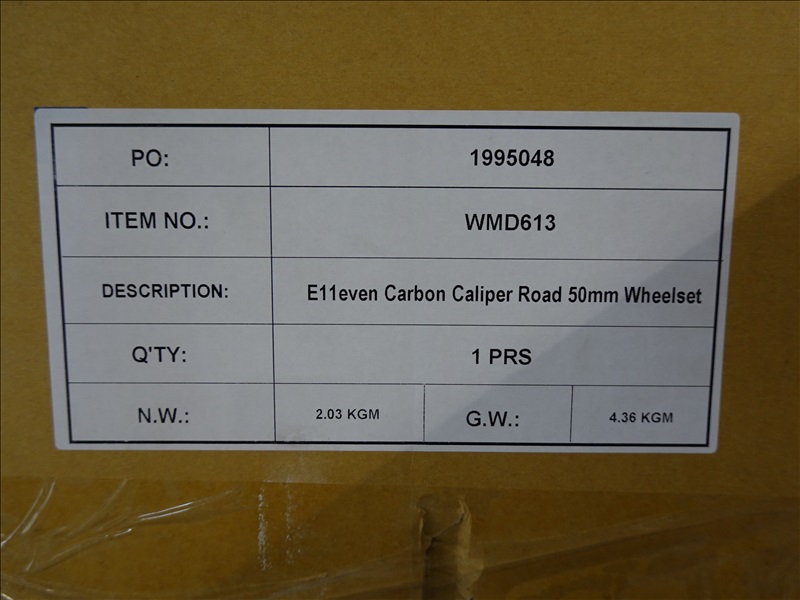 PO: 1995048
ITEM NO.: WMD613
DESCRIPTION: E11even Carbon Caliper Road 50mm Wheelset
Q'TY: 1 PRS
N.W.: 2.03 KGM G.W.: 4.36 KGM